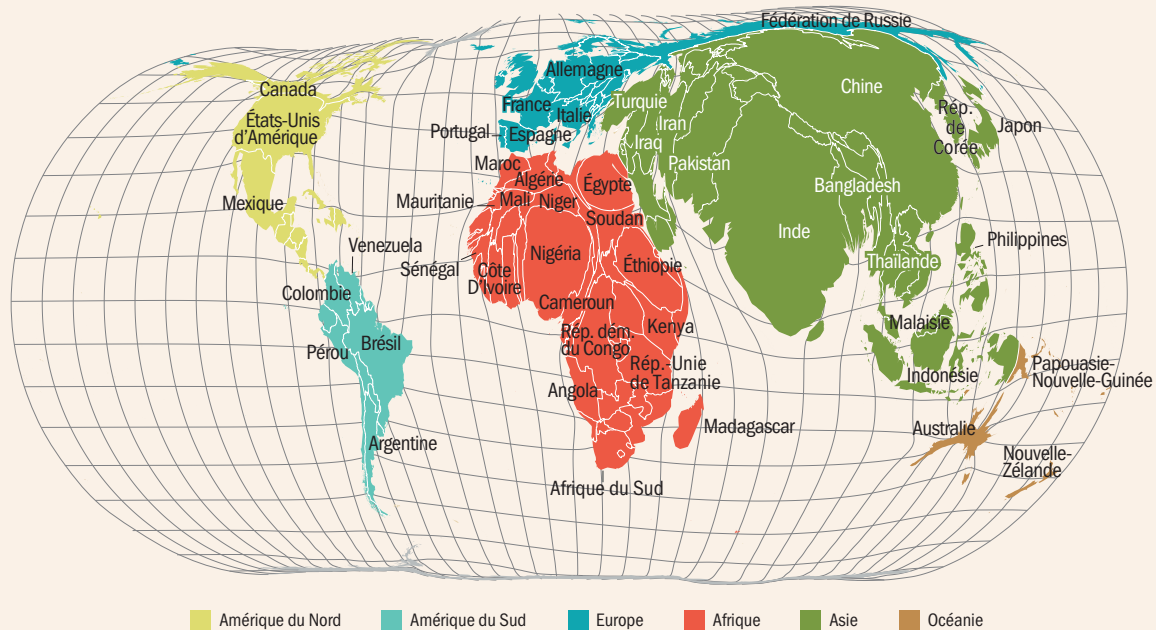 Fédération de Russie
Allemagne
Chine
Canada
France
Turquie
Italie
Rép.
de
Corée
Japon
États-Unis
d'Amérique
Iran
Portugal
Espagne
Iraq
Pakistan
Maroc
Algérie
Égypte
Bangladesh
Mauritanie
Mali
Niger
Mexique
Soudan
Inde
Philippines
Venezuela
Nigéria
Sénégal
Côte
D'Ivoire
Éthiopie
Thaïlande
Colombie
Cameroun
Malaisie
Kenya
Rép. dém.
du Congo
Pérou
Brésil
Rép.-Unie
de Tanzanie
Papouasie-
Nouvelle-Guinée
Indonésie
Angola
Madagascar
Australie
Argentine
Nouvelle-
Zélande
Afrique du Sud
Amérique du Nord
Amérique du Sud
Europe
Afrique
Asie
Océanie